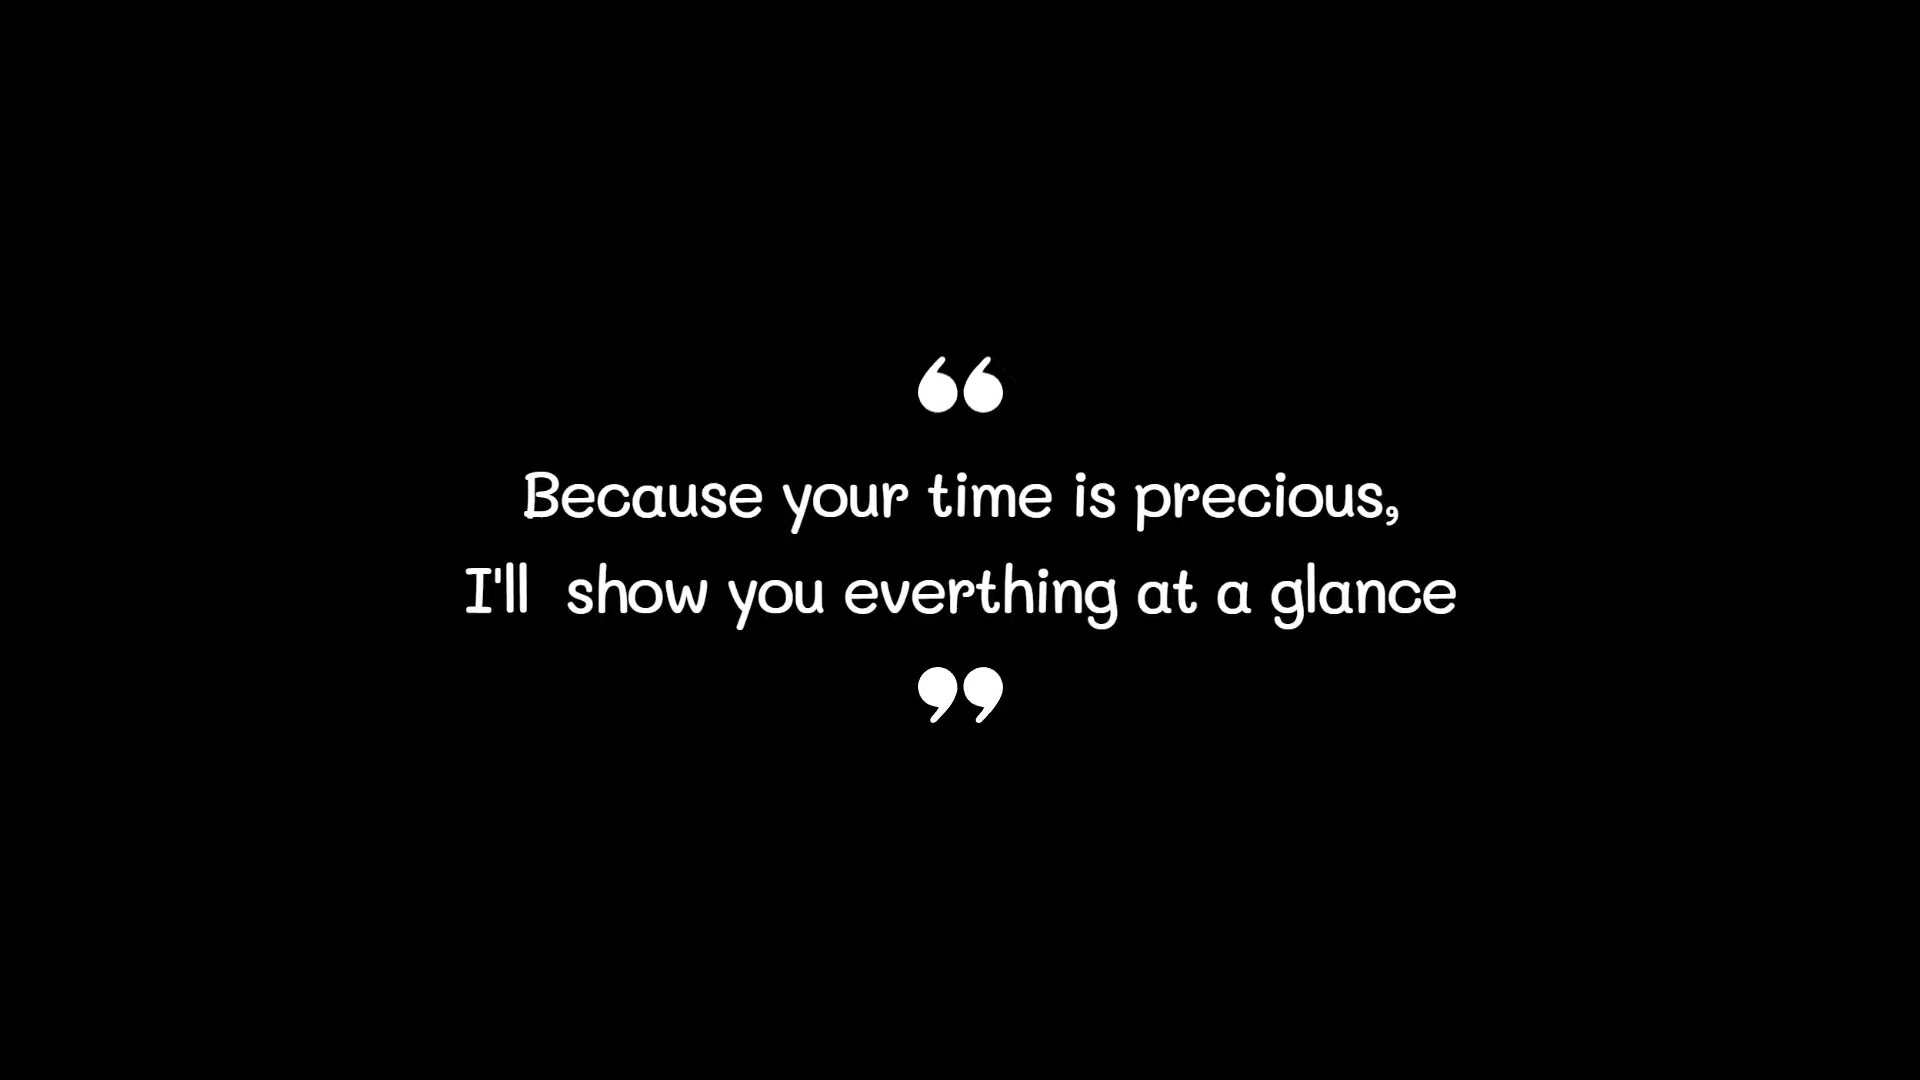 “
Because your time is precious,
I'll  show you everthing at a glance
”